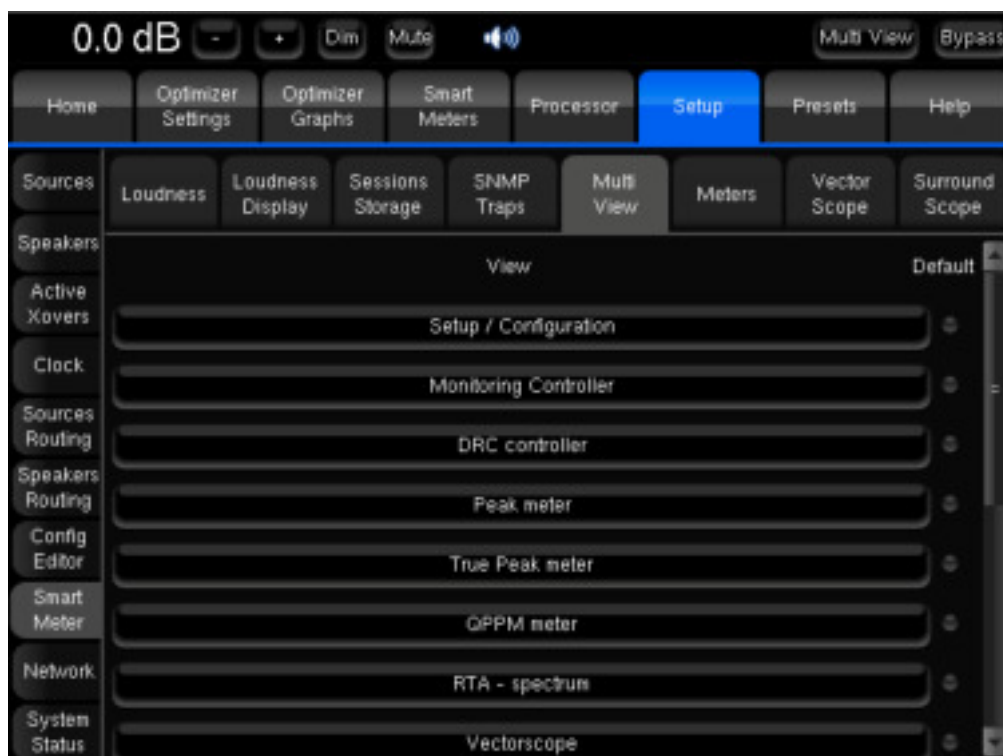 0.0 dB - + Dim Mute Multi View Bypass
Home Optimizer Settings Optimizer Graphs Smart Meters Processor Setup Presets Help
Sources
Speakers
Active Xovers
Clock
Sources Routing
Speakers Routing
Config Editor
Smart Meter
Network
System Status
Loudness Loudness Display Sessions Storage SNMP Traps Multi View Meters Vector Scope Surround Scope
View Default
Setup / Configuration
Monitoring Controller
DRC controller
Peak meter
True Peak meter
QPPM meter
RTA - spectrum
Vectorscope